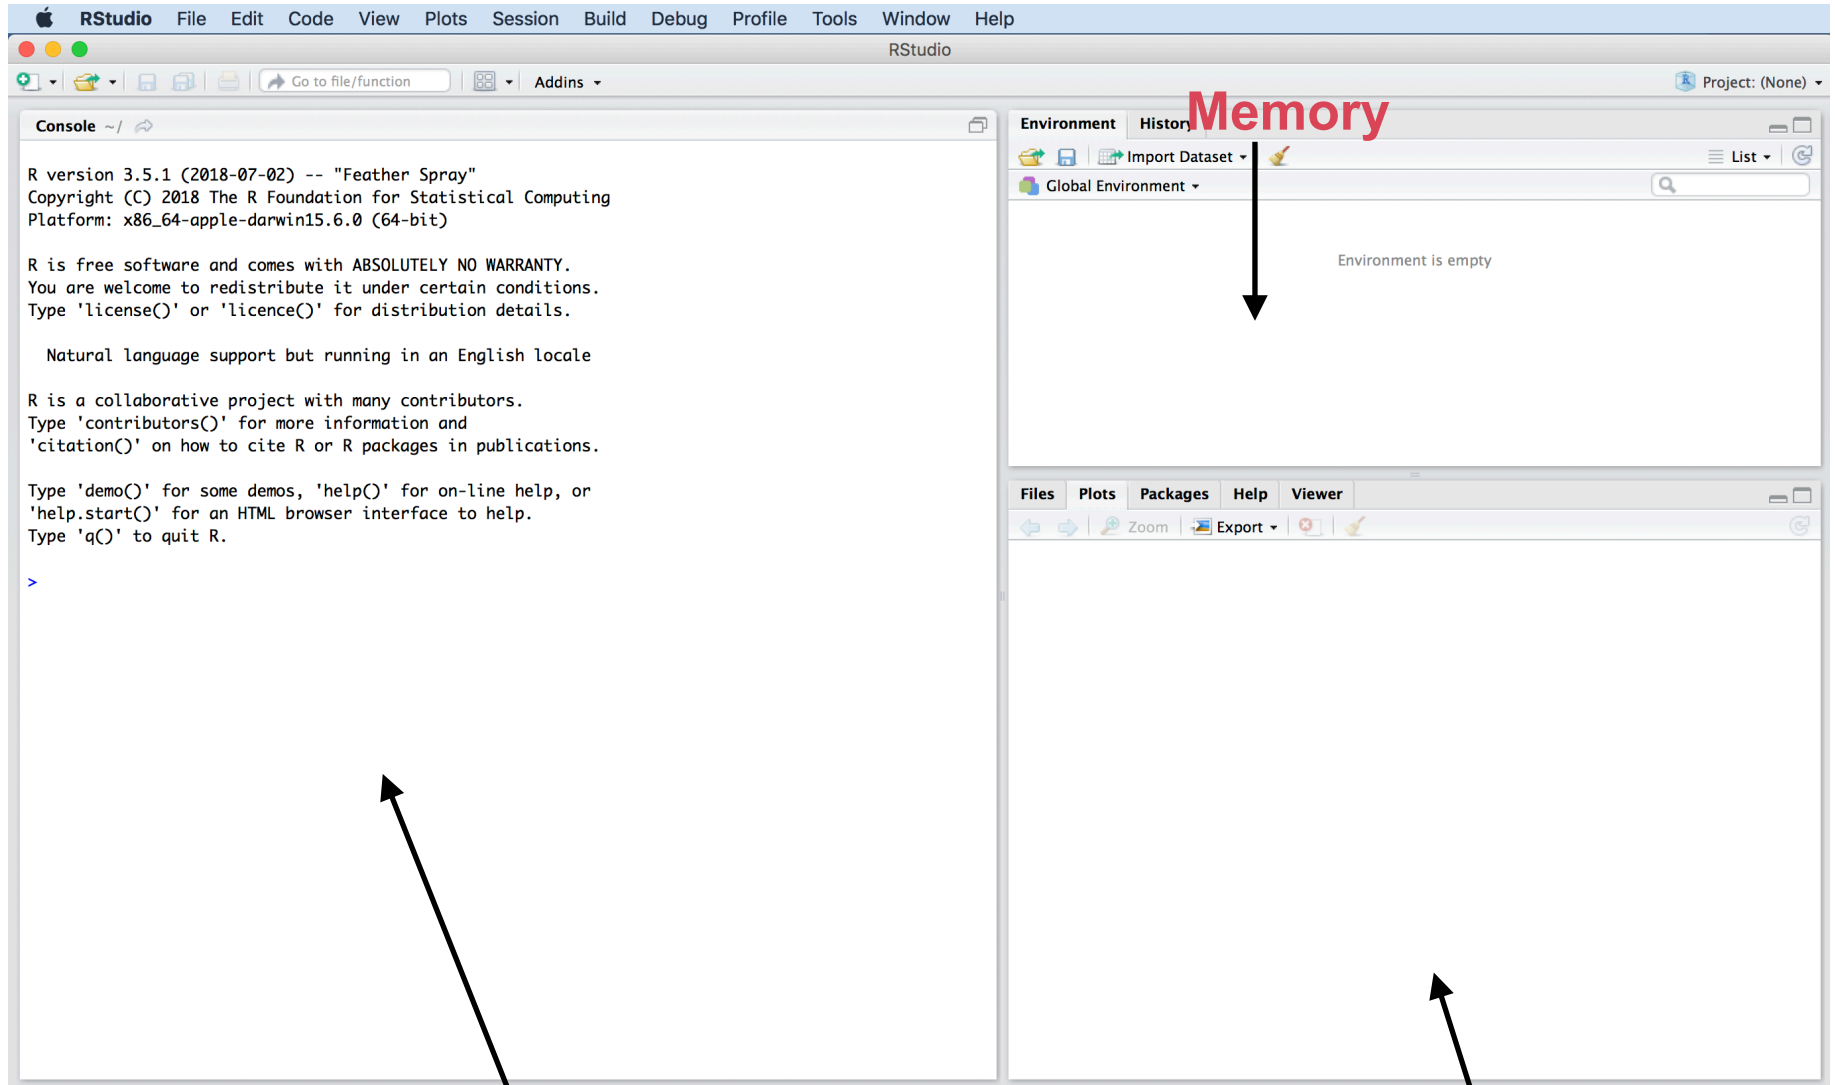 RStudio File Edit Code View Plots Session Build Debug Profile Tools Window Help
RStudio
Go to file/function Addins Project: (None)
Console ~/
R version 3.5.1 (2018-07-02) -- "Feather Spray"
Copyright (C) 2018 The R Foundation for Statistical Computing
Platform: x86_64-apple-darwin15.6.0 (64-bit)
R is free software and comes with ABSOLUTELY NO WARRANTY.
You are welcome to redistribute it under certain conditions.
Type 'license()' or 'licence()' for distribution details.
Natural language support but running in an English locale
R is a collaborative project with many contributors.
Type 'contributors()' for more information and
'citation()' on how to cite R or R packages in publications.
Type 'demo()' for some demos, 'help()' for on-line help, or
'help.start()' for an HTML browser interface to help.
Type 'q()' to quit R.
>
Memory
Environment History
Import Dataset List
Global Environment
Environment is empty
Files Plots Packages Help Viewer
Zoom Export